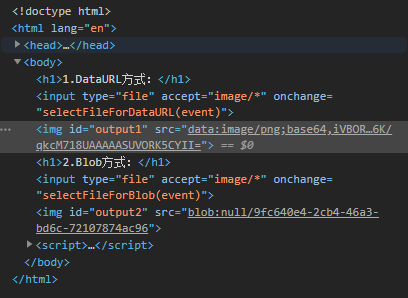 <!doctype html>
<html lang="en">
<head>…</head>
<body>
<h1>1.DataURL方式: </h1>
<input type="file" accept="image/*" onchange=
"selectFileForDataURL(event)">
<img id="output1" src="data:image/png;base64,iVBOR…6K/
qkcM718UAAAAASUVORK5CYII="> == $0
<h1>2.Blob方式: </h1>
<input type="file" accept="image/*" onchange=
"selectFileForBlob(event)">
<img id="output2" src="blob:null/9fc640e4-2cb4-46a3-
bd6c-72107874ac96">
<script>…</script>
</body>
</html>